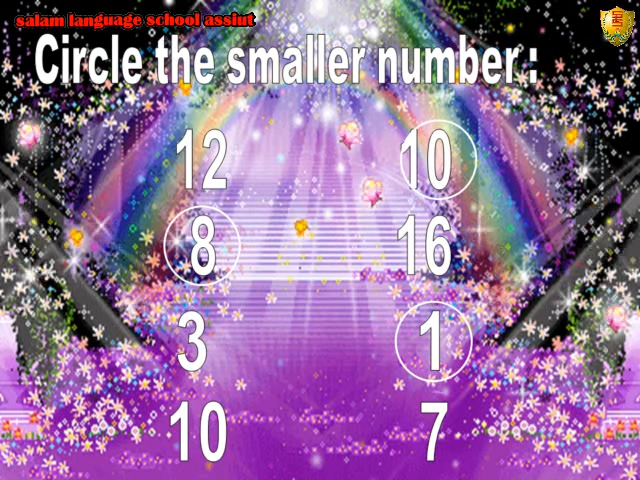 salam language school assiut
Circle the smaller number :
12 10
8 16
3 1
10 7